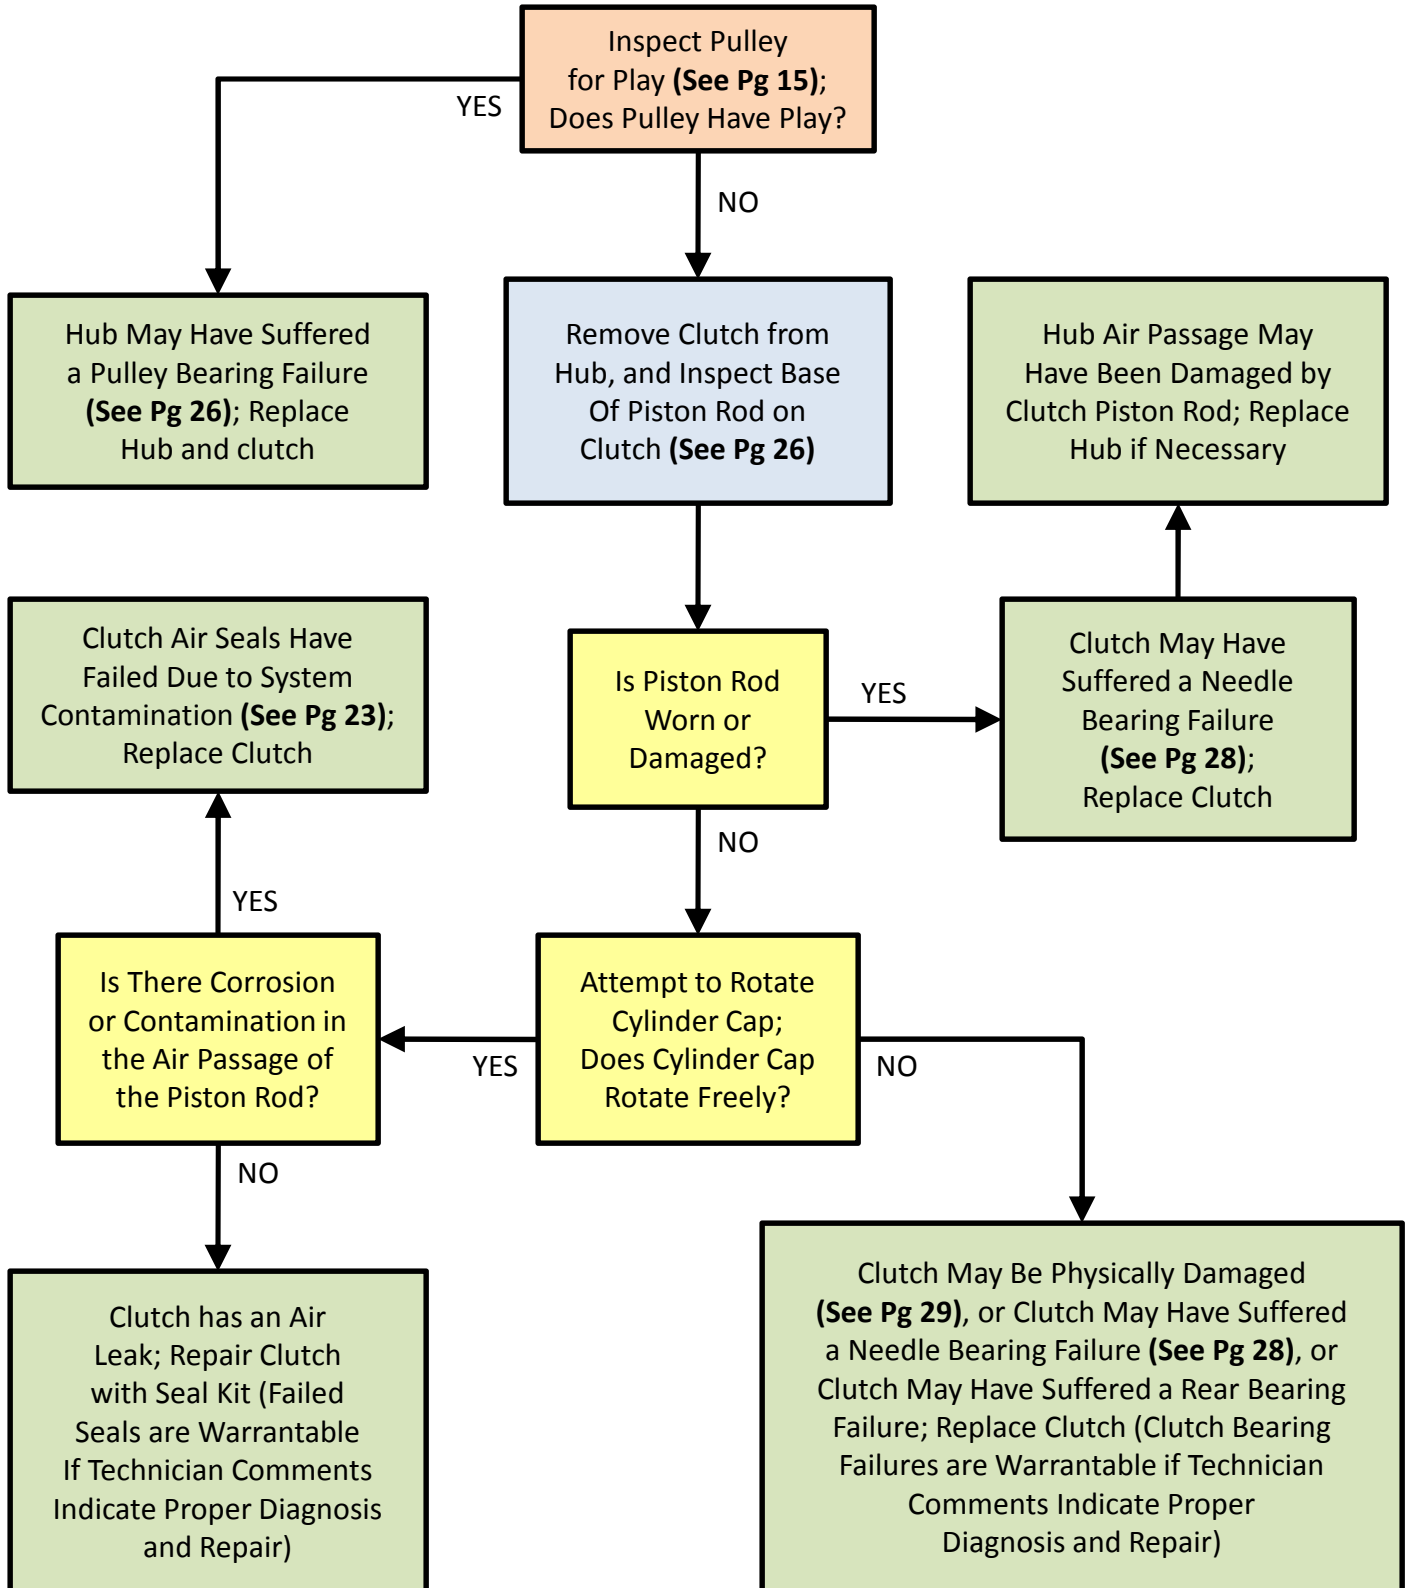 Inspect Pulley
for Play (See Pg 15);
Does Pulley Have Play?
YES
NO
Hub May Have Suffered
a Pulley Bearing Failure
(See Pg 26); Replace
Hub and clutch
Remove Clutch from
Hub, and Inspect Base
Of Piston Rod on
Clutch (See Pg 26)
Hub Air Passage May
Have Been Damaged by
Clutch Piston Rod; Replace
Hub if Necessary
Clutch Air Seals Have
Failed Due to System
Contamination (See Pg 23);
Replace Clutch
Is Piston Rod
Worn or
Damaged?
YES
Clutch May Have
Suffered a Needle
Bearing Failure
(See Pg 28);
Replace Clutch
NO
YES
Is There Corrosion
or Contamination in
the Air Passage of
the Piston Rod?
YES
Attempt to Rotate
Cylinder Cap;
Does Cylinder Cap
Rotate Freely?
NO
NO
Clutch has an Air
Leak; Repair Clutch
with Seal Kit (Failed
Seals are Warrantable
If Technician Comments
Indicate Proper Diagnosis
and Repair)
Clutch May Be Physically Damaged
(See Pg 29), or Clutch May Have Suffered
a Needle Bearing Failure (See Pg 28), or
Clutch May Have Suffered a Rear Bearing
Failure; Replace Clutch (Clutch Bearing
Failures are Warrantable if Technician
Comments Indicate Proper
Diagnosis and Repair)